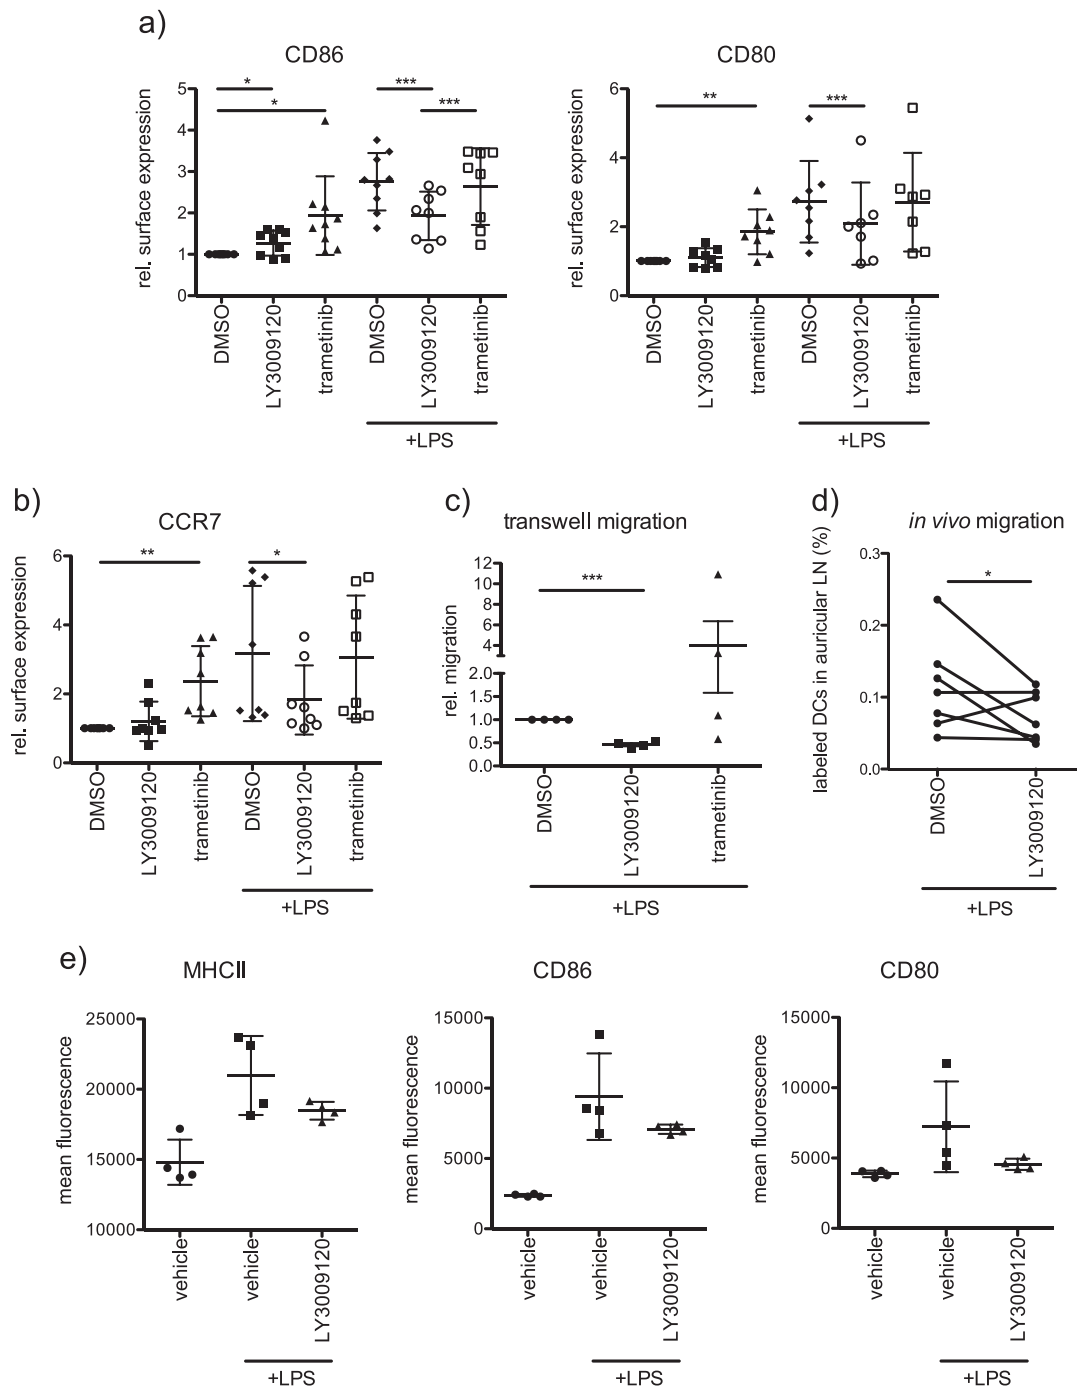 a)
CD86
rel. surface expression
5
4
3
2
1
0
* 
*
***
***
DMSO
LY3009120
trametinib
DMSO
LY3009120
trametinib
+LPS
CD80
rel. surface expression
6
4
2
0
**
***
DMSO
LY3009120
trametinib
DMSO
LY3009120
trametinib
+LPS
b)
CCR7
rel. surface expression
6
4
2
0
**
*
DMSO
LY3009120
trametinib
DMSO
LY3009120
trametinib
+LPS
c)
transwell migration
rel. migration
12
10
8
6
4
2.0
1.5
1.0
0.5
0.0
***
DMSO
LY3009120
trametinib
+LPS
d)
in vivo migration
labeled DCs in auricular LN (%)
0.3
0.2
0.1
0.0
*
DMSO
LY3009120
+LPS
e)
MHCII
mean fluorescence
25000
20000
15000
10000
vehicle
vehicle
LY3009120
+LPS
CD86
mean fluorescence
15000
10000
5000
0
vehicle
vehicle
LY3009120
+LPS
CD80
mean fluorescence
15000
10000
5000
0
vehicle
vehicle
LY3009120
+LPS